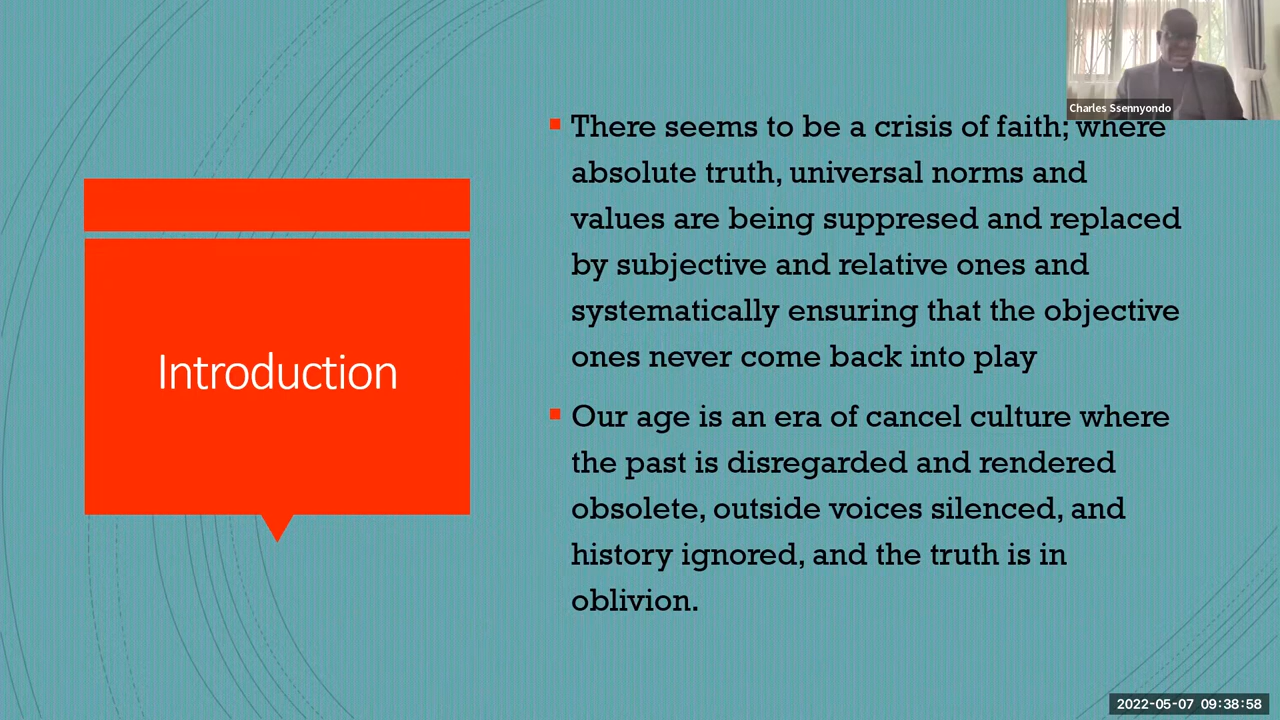 Charles Ssennyondo
Introduction
There seems to be a crisis of faith; where
absolute truth, universal norms and
values are being suppresed and replaced
by subjective and relative ones and
systematically ensuring that the objective
ones never come back into play
Our age is an era of cancel culture where
the past is disregarded and rendered
obsolete, outside voices silenced, and
history ignored, and the truth is in
oblivion.
2022-05-07 09:38:58